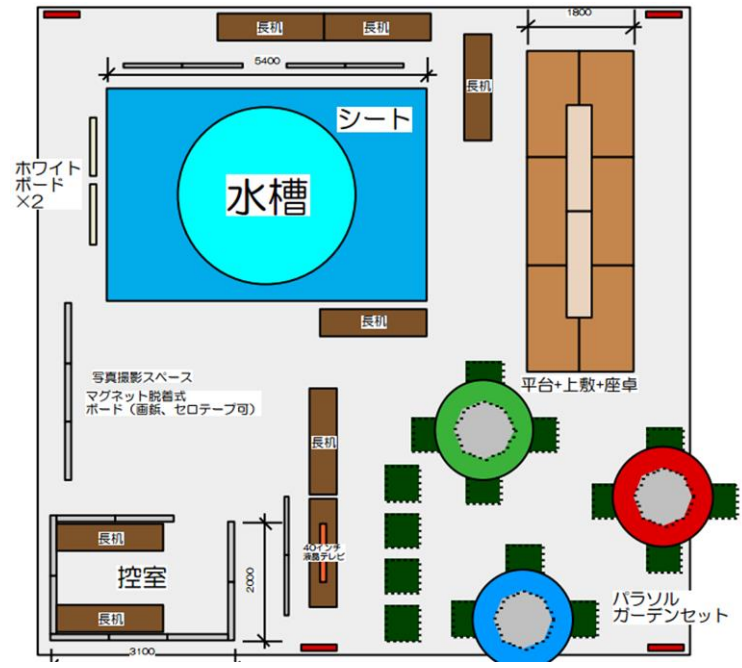 長机
長机
1800
5400
長机
シート
水槽
ホワイト
ボード
×2
長机
写真撮影スペース
マグネット脱着式
ボード（画鋲、セロテープ可）
平台+上敷+座卓
長机
長机
40インチ
液晶テレビ
控室
2000
長机
パラソル
ガーデンセット
3100